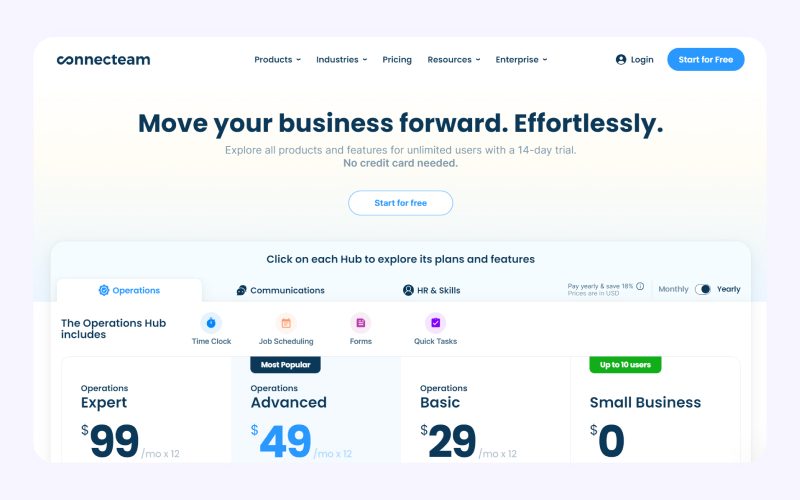 connecteam
Products
Industries
Pricing
Resources
Enterprise
Login
Start for Free
Move your business forward. Effortlessly.
Explore all products and features for unlimited users with a 14-day trial.
No credit card needed.
Start for free
Click on each Hub to explore its plans and features
Operations
Communications
HR & Skills
Pay yearly & save 18%
Prices are in USD
Monthly
Yearly
The Operations Hub
includes
Time Clock
Job Scheduling
Forms
Quick Tasks
Operations
Expert
$99/mo x 12
Most Popular
Operations
Advanced
$49/mo x 12
Operations
Basic
$29/mo x 12
Up to 10 users
Small Business
$0